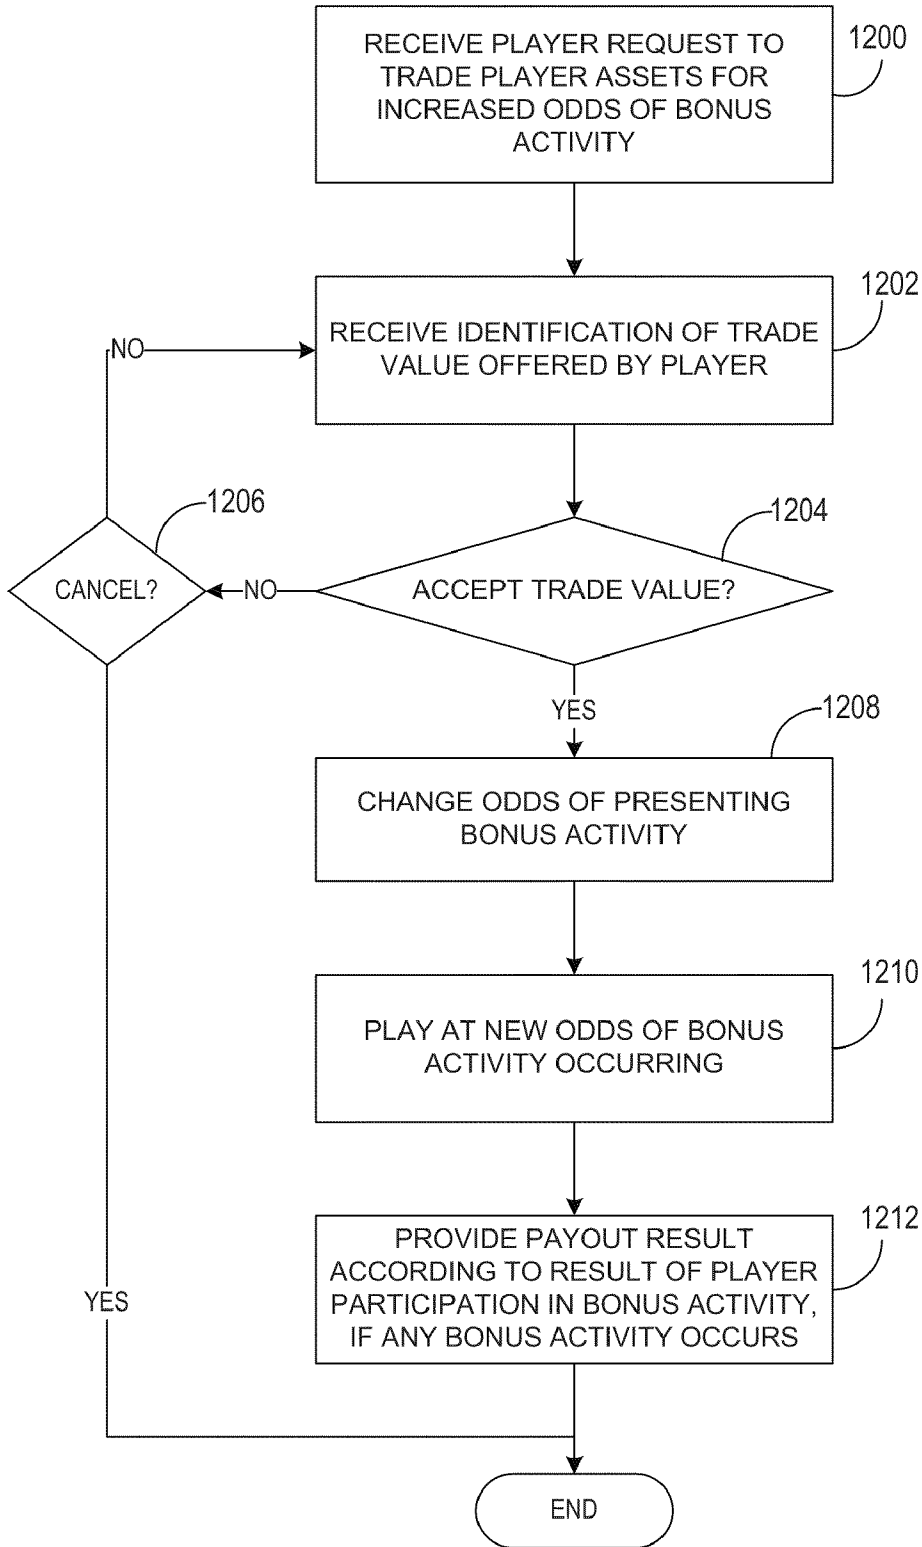 RECEIVE PLAYER REQUEST TO
TRADE PLAYER ASSETS FOR
INCREASED ODDS OF BONUS
ACTIVITY
1200
1202
RECEIVE IDENTIFICATION OF TRADE
VALUE OFFERED BY PLAYER
NO
1206
1204
CANCEL?
NO
ACCEPT TRADE VALUE?
YES
1208
CHANGE ODDS OF PRESENTING
BONUS ACTIVITY
1210
PLAY AT NEW ODDS OF BONUS
ACTIVITY OCCURRING
1212
PROVIDE PAYOUT RESULT
ACCORDING TO RESULT OF PLAYER
PARTICIPATION IN BONUS ACTIVITY,
IF ANY BONUS ACTIVITY OCCURS
YES
END